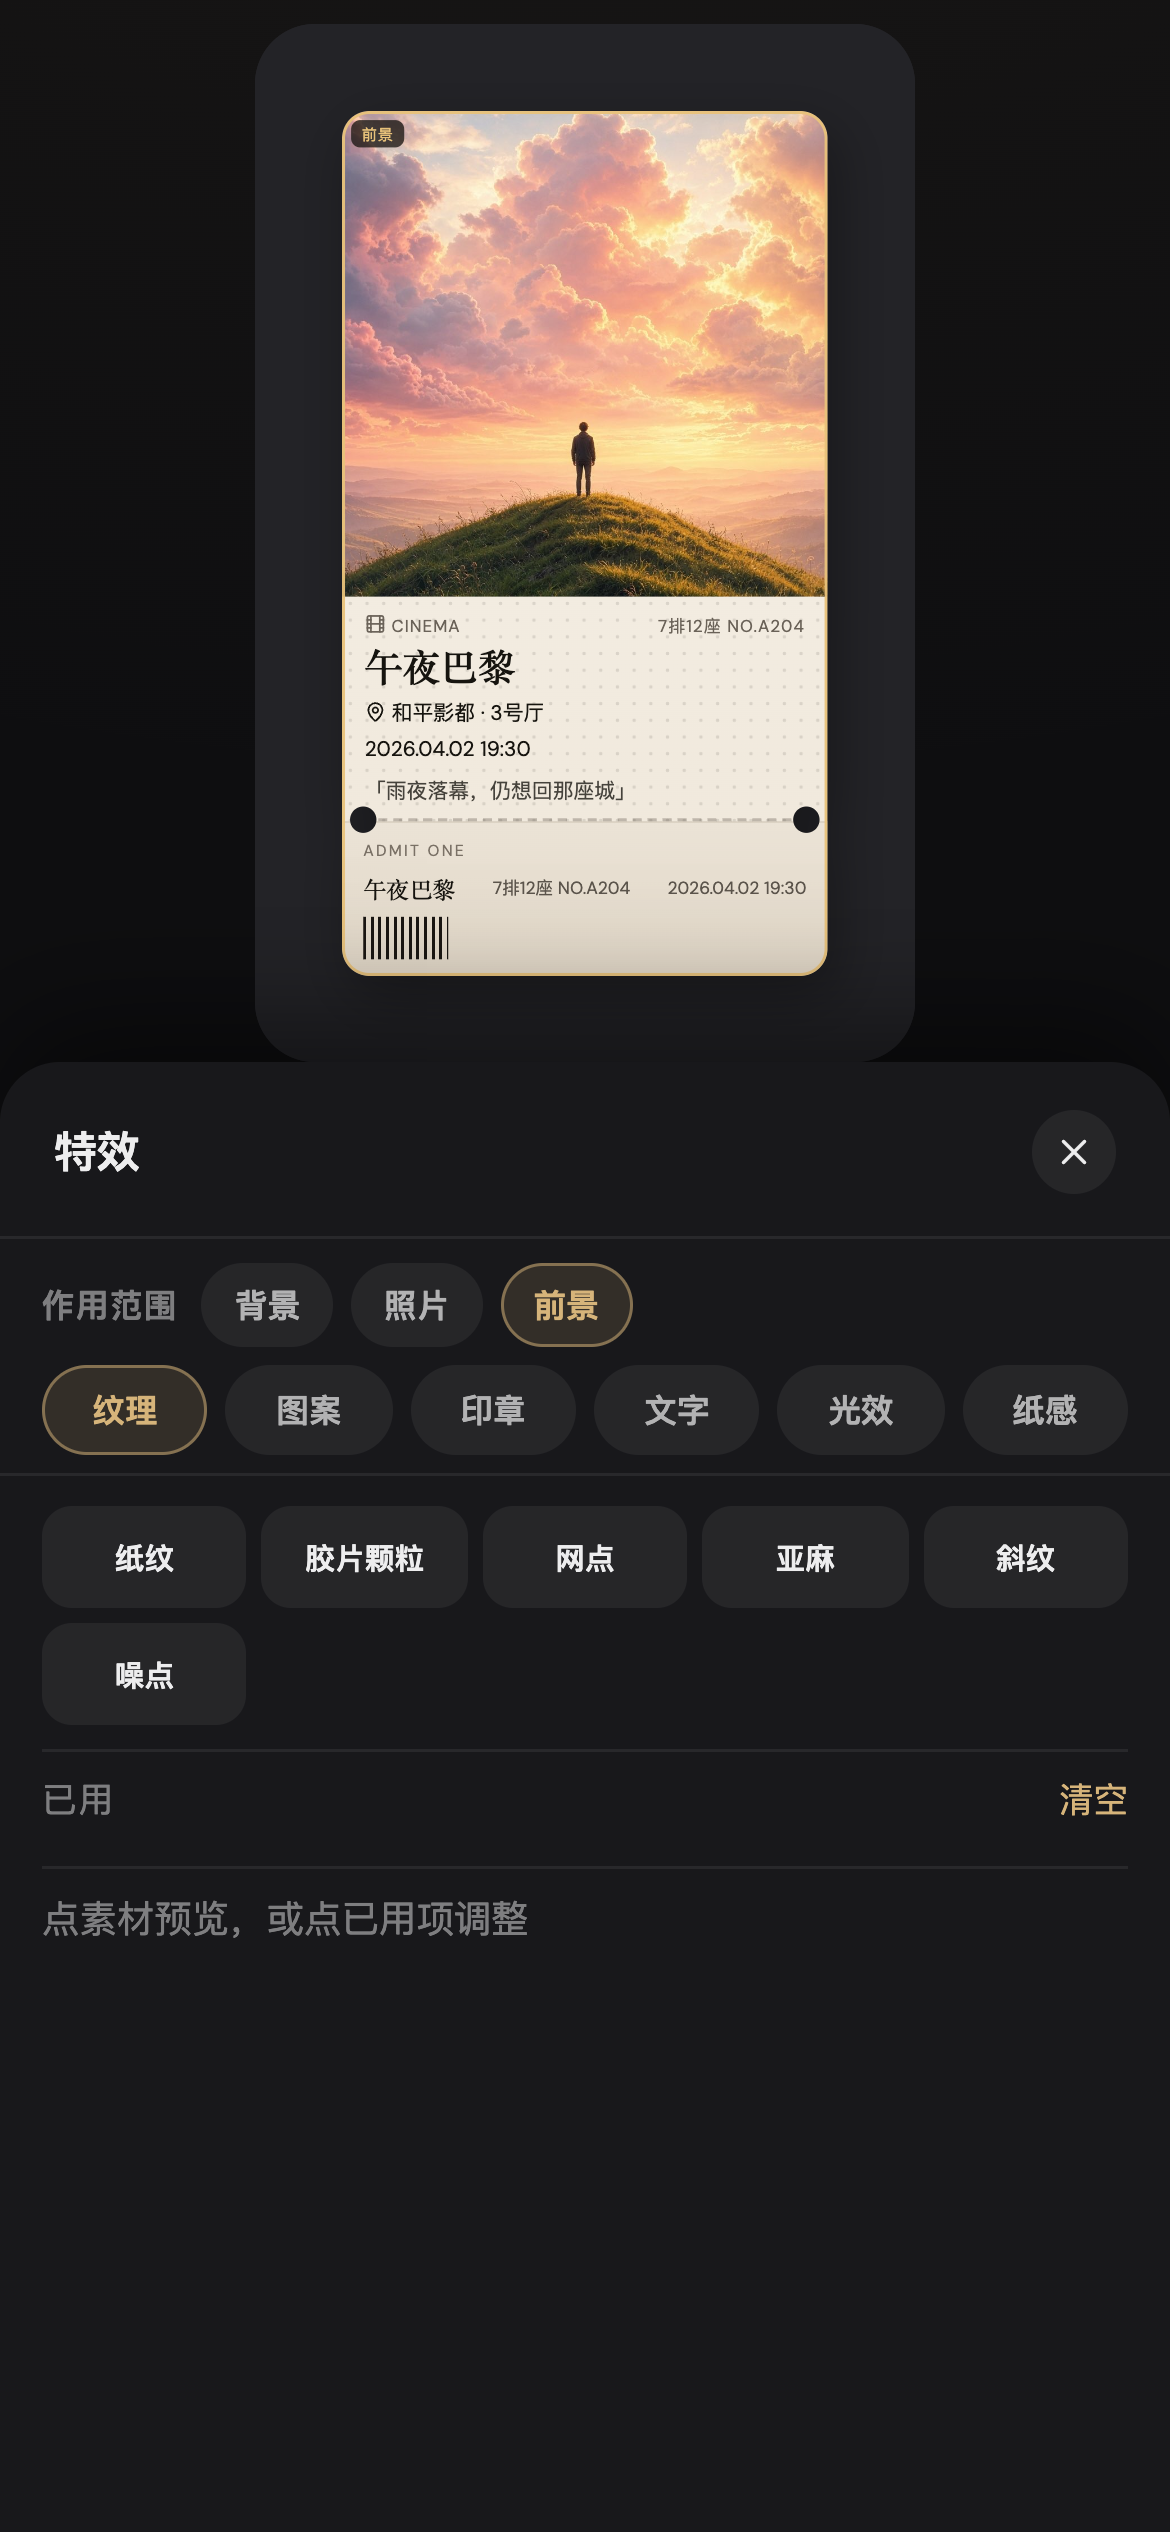 前景
CINEMA 7排12座 NO.A204
午夜巴黎
和平影都 · 3号厅
2026.04.02 19:30
「雨夜落幕，仍想回那座城」
ADMIT ONE
午夜巴黎 7排12座 NO.A204 2026.04.02 19:30
特效
作用范围 背景 照片 前景
纹理 图案 印章 文字 光效 纸感
纸纹 胶片颗粒 网点 亚麻 斜纹
噪点
已用 清空
点素材预览，或点已用项调整